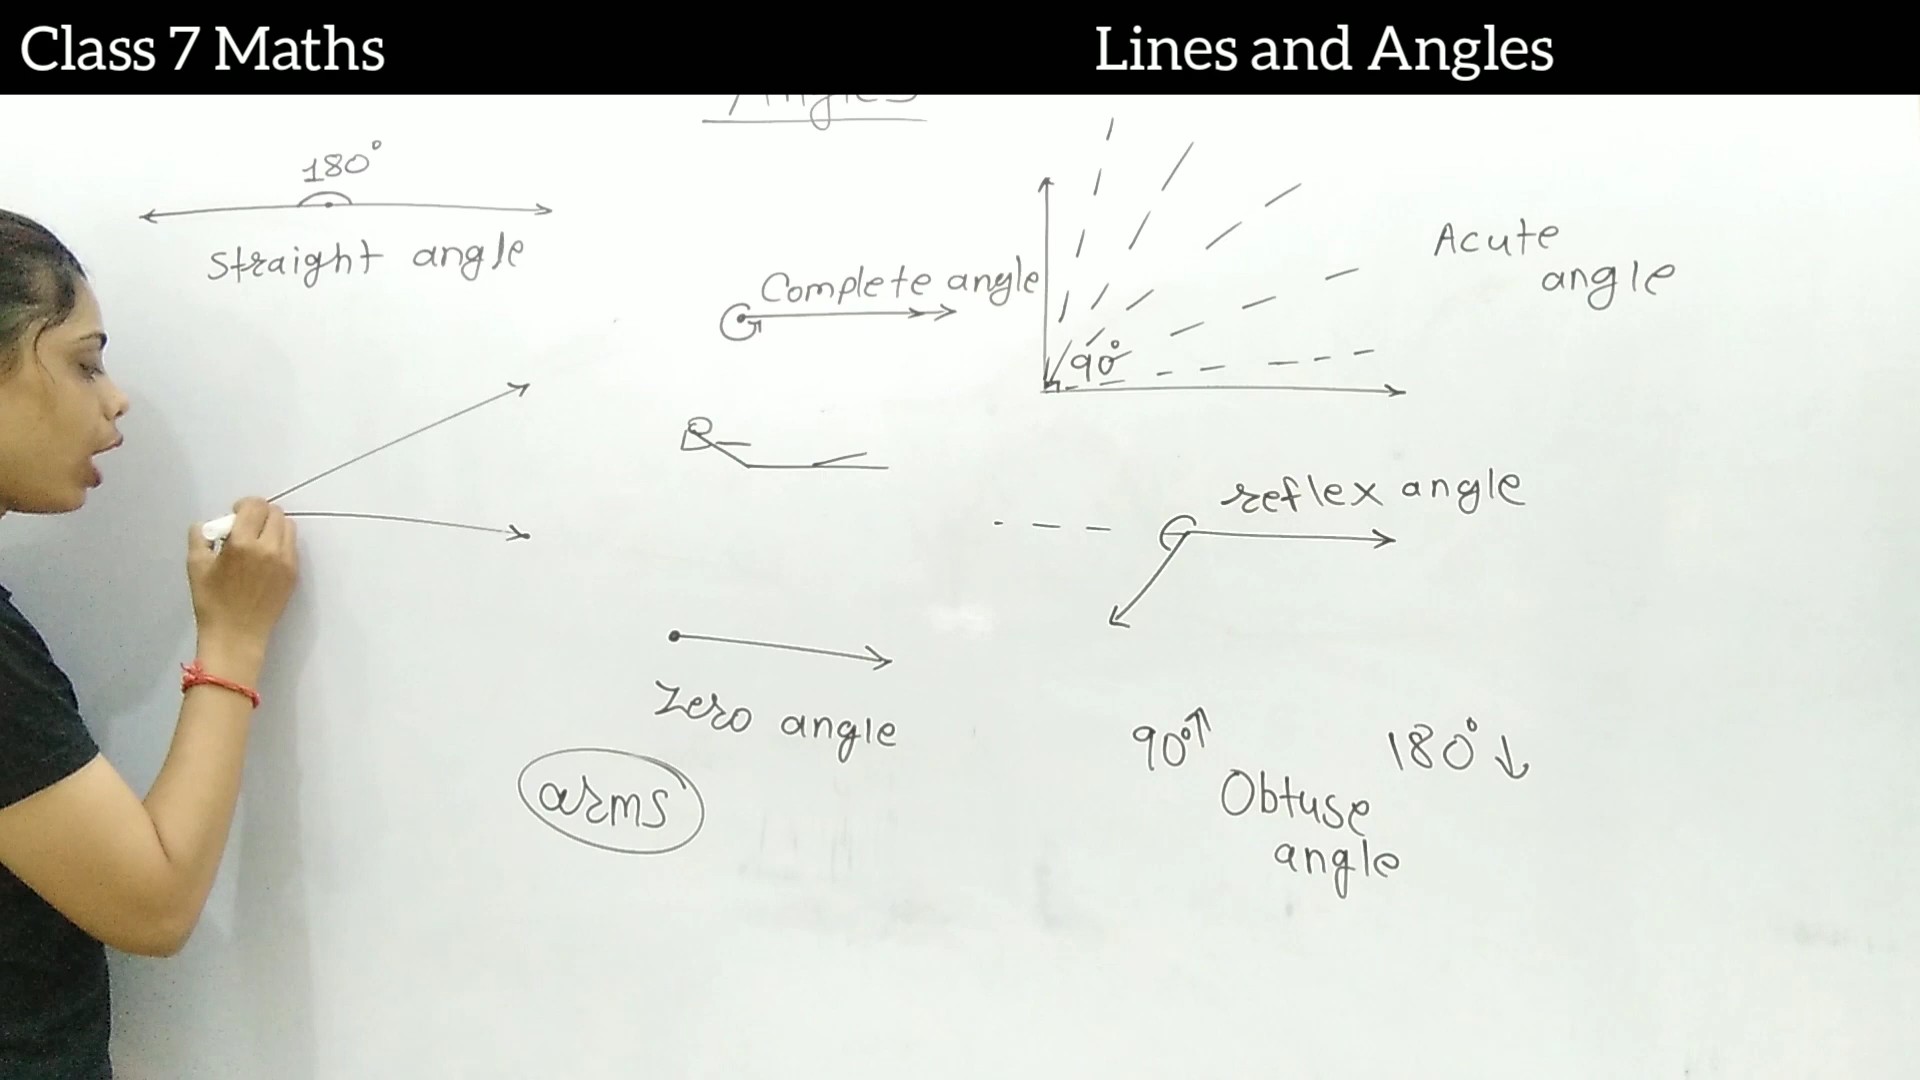 Class 7 Maths
Lines and Angles
Angles
180°
Straight angle
Complete angle
Acute
angle
90°
reflex angle
Zero angle
arms
90°↑
180°↓
Obtuse
angle